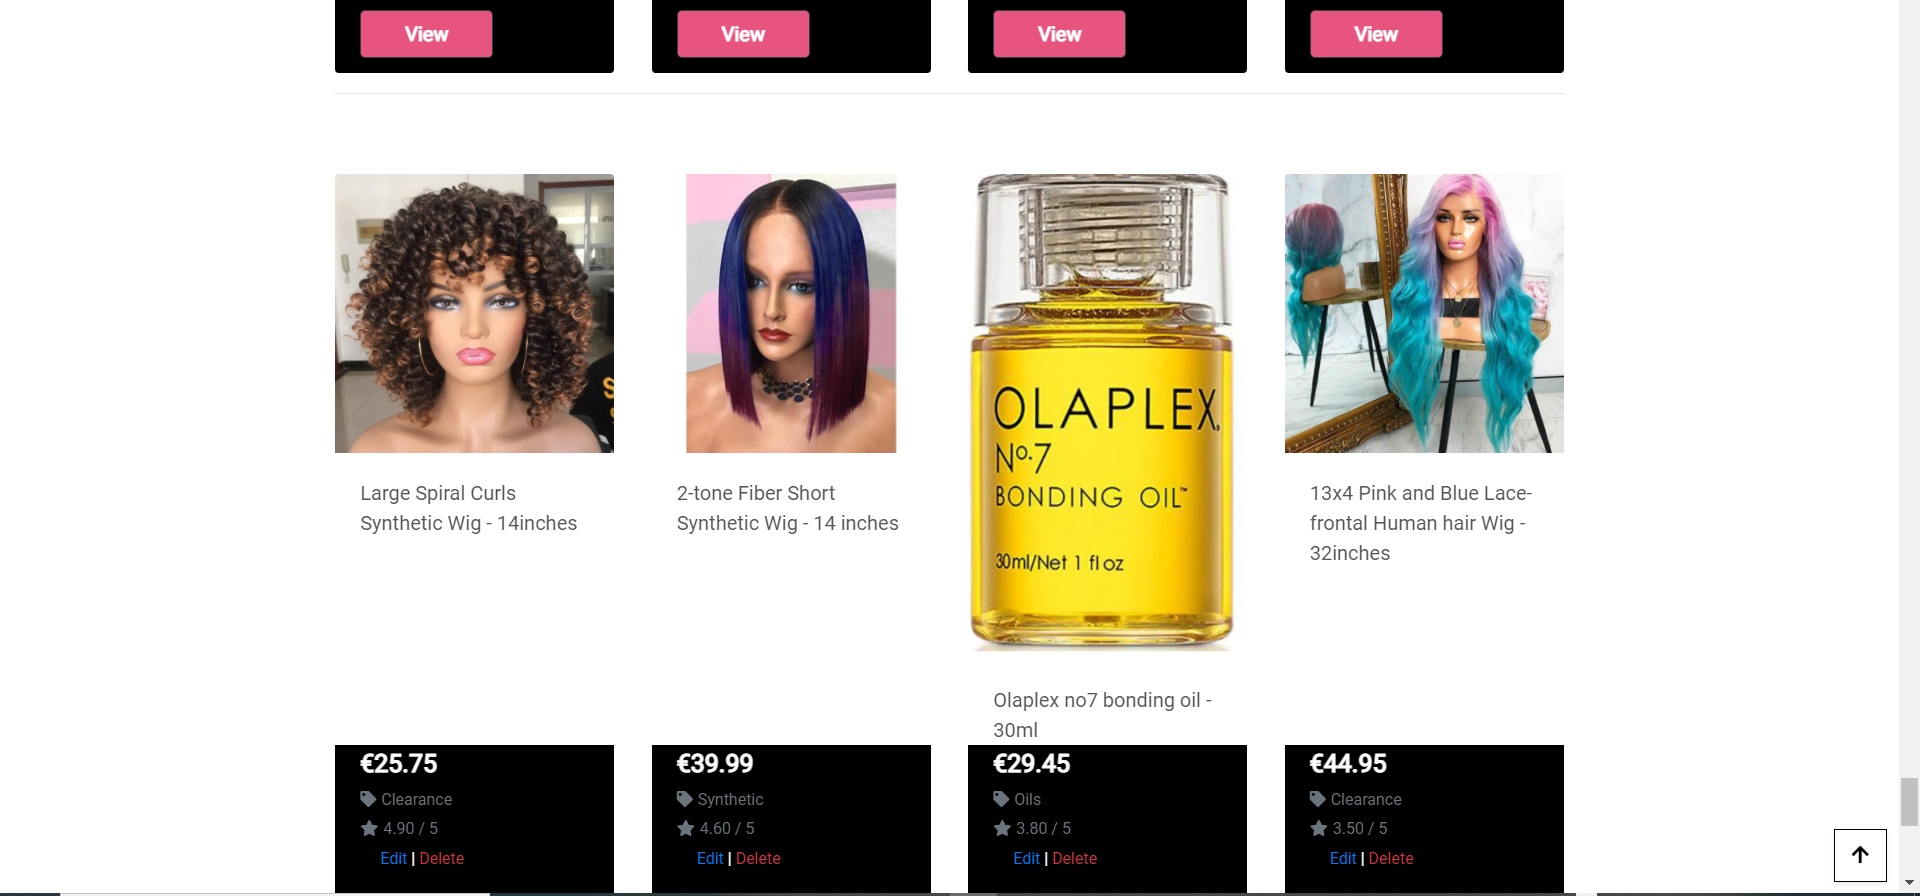 View
View
View
View
OLAPLEX
Nº.7
BONDING OIL™
30ml/Net 1 fl oz
Large Spiral Curls
Synthetic Wig - 14inches
2-tone Fiber Short
Synthetic Wig - 14 inches
Olaplex no7 bonding oil -
30ml
13x4 Pink and Blue Lace-
frontal Human hair Wig -
32inches
€25.75
Clearance
4.90 / 5
Edit | Delete
€39.99
Synthetic
4.60 / 5
Edit | Delete
€29.45
Oils
3.80 / 5
Edit | Delete
€44.95
Clearance
3.50 / 5
Edit | Delete